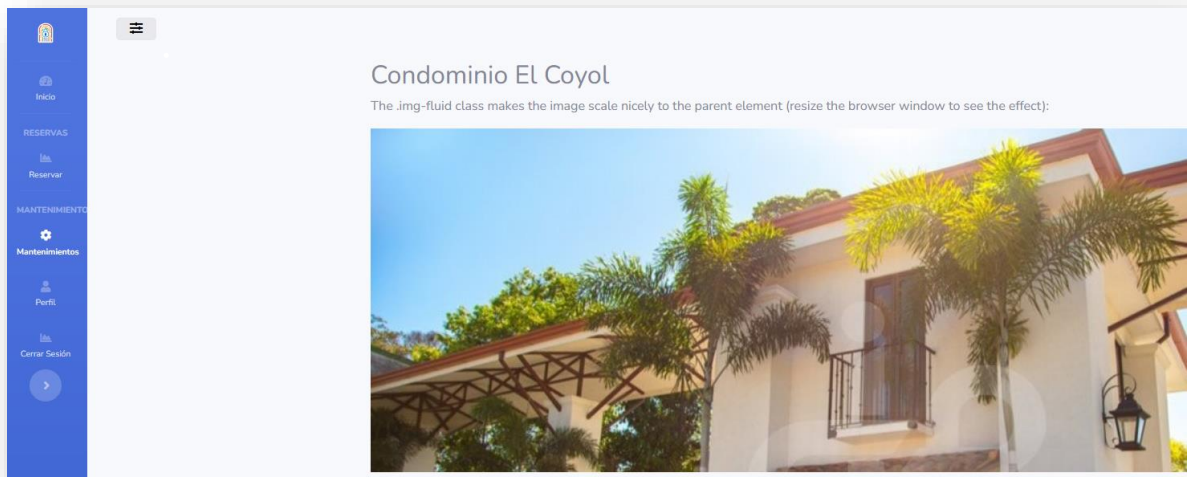 Inicio
RESERVAS
Reservar
MANTENIMIENTO
Mantenimientos
Perfil
Cerrar Sesión
Condominio El Coyol
The .img-fluid class makes the image scale nicely to the parent element (resize the browser window to see the effect):